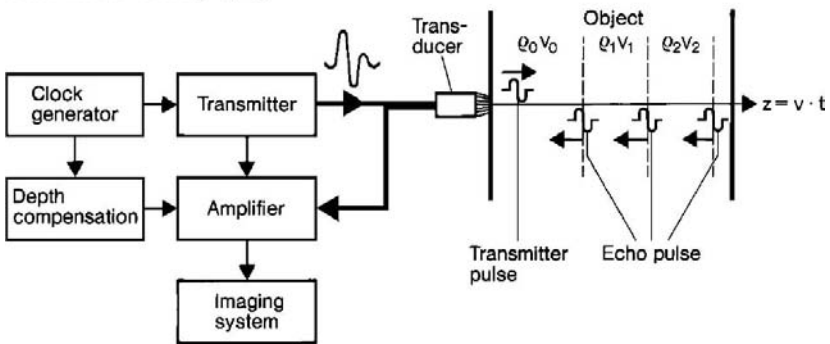 Object
Trans-
ducer
ϱ₀V₀ ϱ₁V₁ ϱ₂V₂
Clock
generator
Transmitter
z = v · t
Depth
compensation
Amplifier
Transmitter
pulse
Echo pulse
Imaging
system